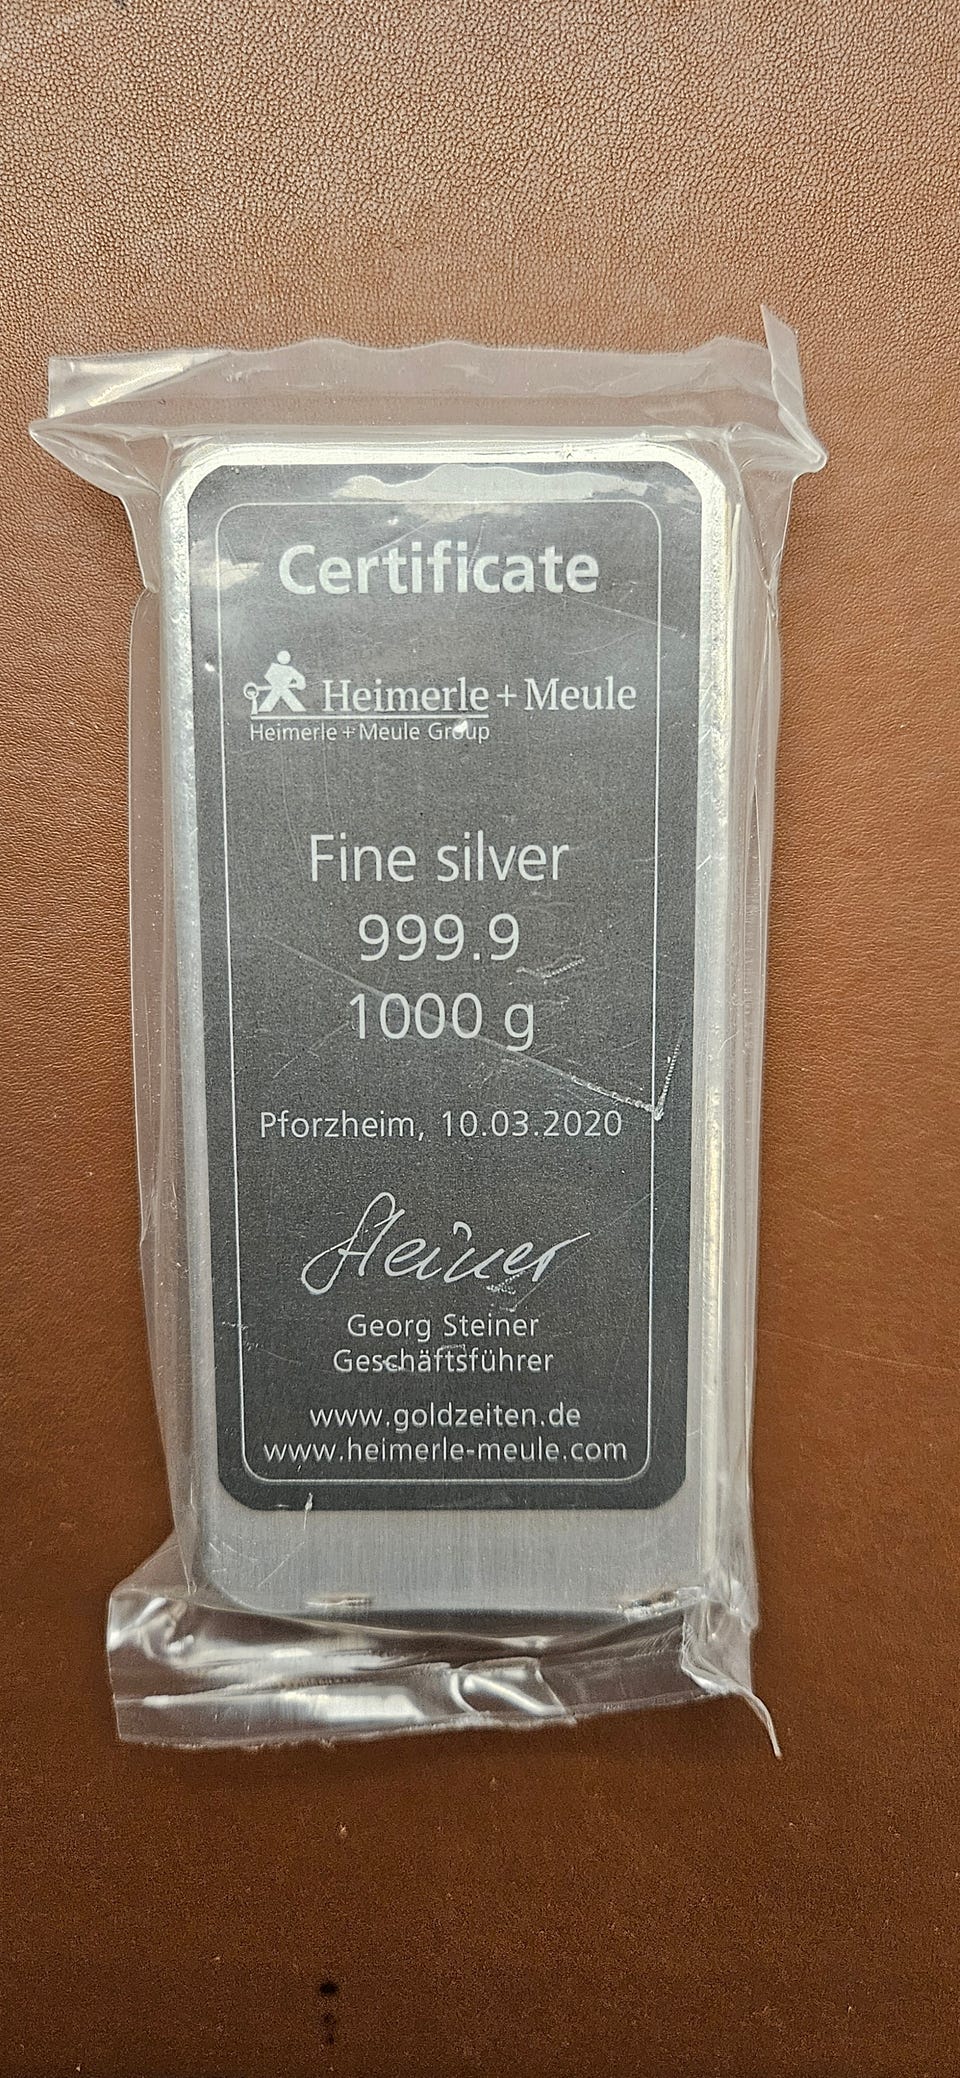 Certificate
Heimerle + Meule
Heimerle + Meule Group
Fine silver
999.9
1000 g
Pforzheim, 10.03.2020
Steiner
Georg Steiner
Geschäftsführer
www.goldzeiten.de
www.heimerle-meule.com